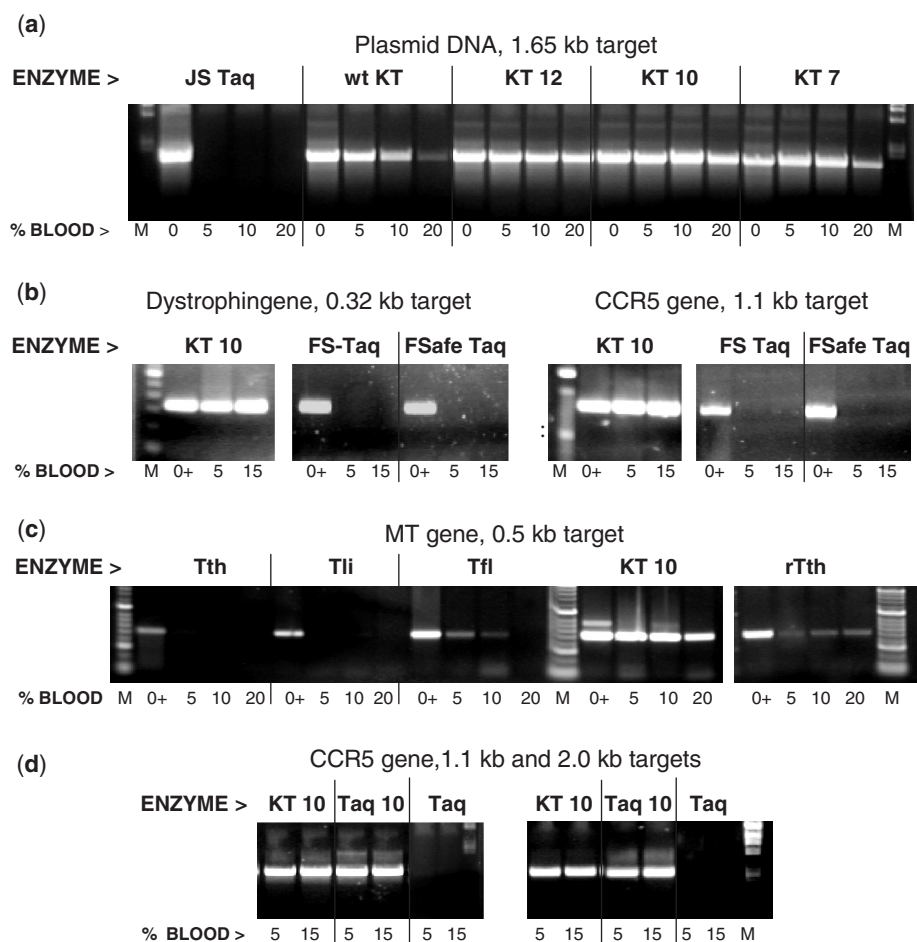 (a)
Plasmid DNA, 1.65 kb target
ENZYME > JS Taq wt KT KT 12 KT 10 KT 7
% BLOOD > M 0 5 10 20 0 5 10 20 0 5 10 20 0 5 10 20 0 5 10 20 M
(b)
Dystrophingene, 0.32 kb target CCR5 gene, 1.1 kb target
ENZYME > KT 10 FS-Taq FSafe Taq KT 10 FS Taq FSafe Taq
:
% BLOOD > M 0+ 5 15 0+ 5 15 0+ 5 15 M 0+ 5 15 0+ 5 15 0+ 5 15
(c)
MT gene, 0.5 kb target
ENZYME > Tth Tli Tfl KT 10 rTth
% BLOOD M 0+ 5 10 20 0+ 5 10 20 0+ 5 10 20 M 0+ 5 10 20 0+ 5 10 20 M
(d)
CCR5 gene,1.1 kb and 2.0 kb targets
ENZYME > KT 10 Taq 10 Taq KT 10 Taq 10 Taq
% BLOOD > 5 15 5 15 5 15 5 15 5 15 5 15 M